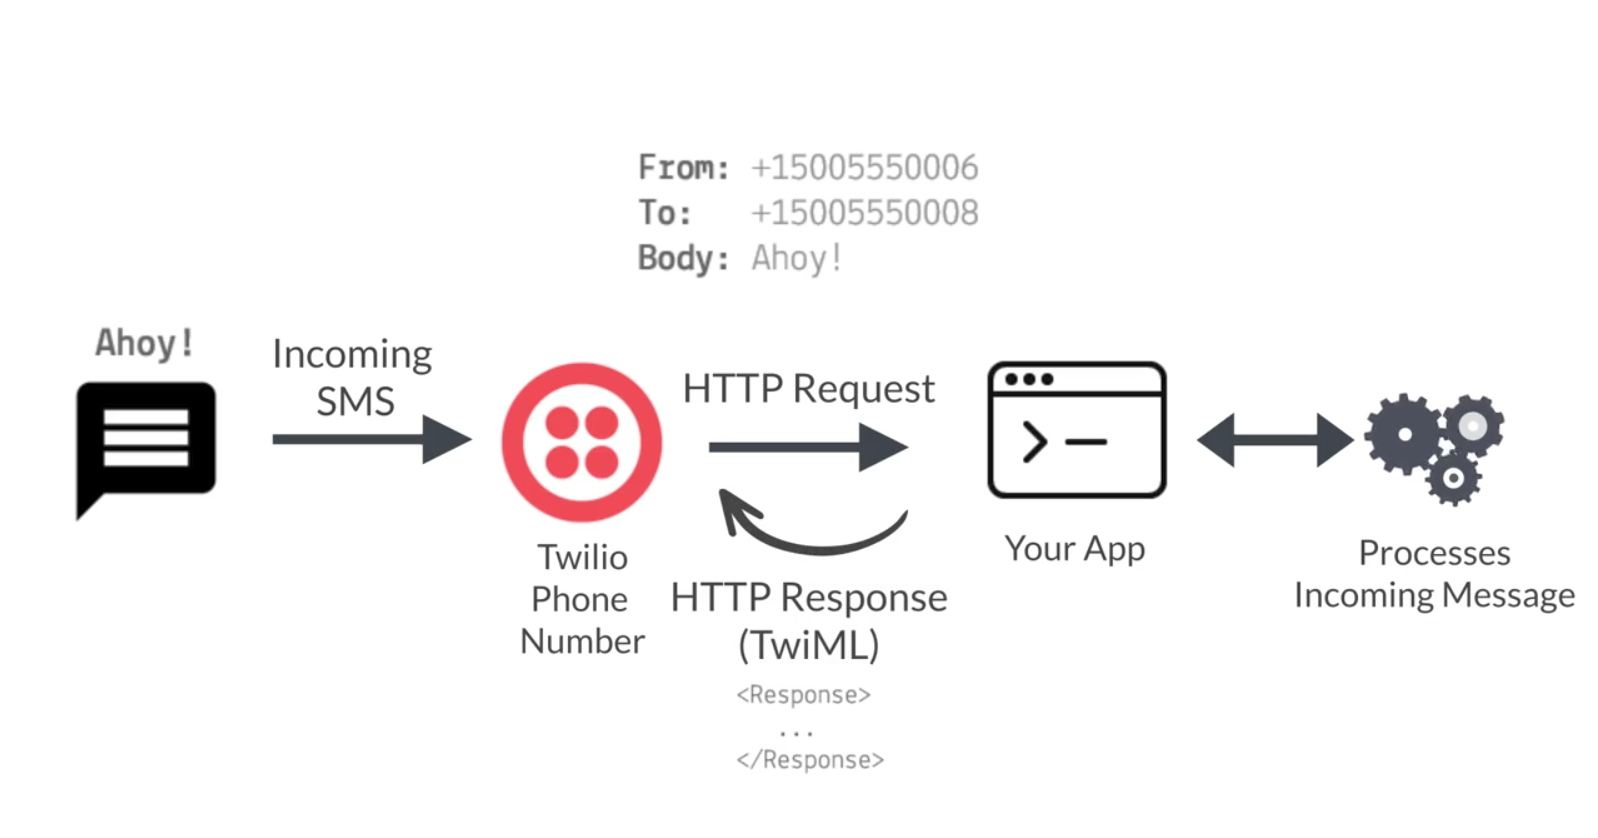 From: +15005550006
To: +15005550008
Body: Ahoy!
Ahoy!
Incoming
SMS
Twilio
Phone
Number
HTTP Request
HTTP Response
(TwiML)
<Response>
...
</Response>
Your App
Processes
Incoming Message